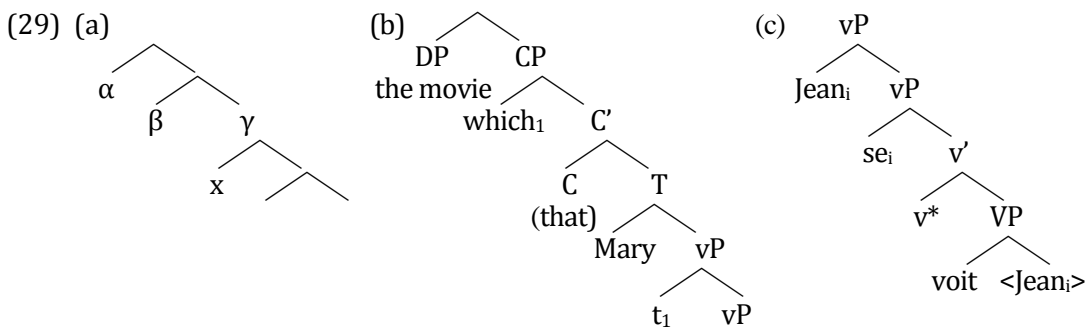 (29) (a) (b) (c) vP
DP CP
α the movie Jeanᵢ vP
β γ which₁ C’
seᵢ v’
x C T
(that) v* VP
Mary vP
voit <Jeanᵢ>
t₁ vP